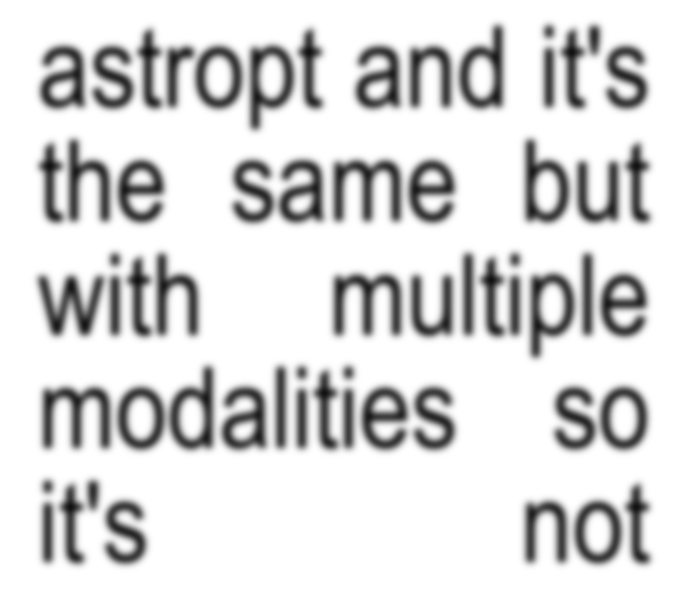 astropt and it's
the same but
with multiple
modalities so
it's not